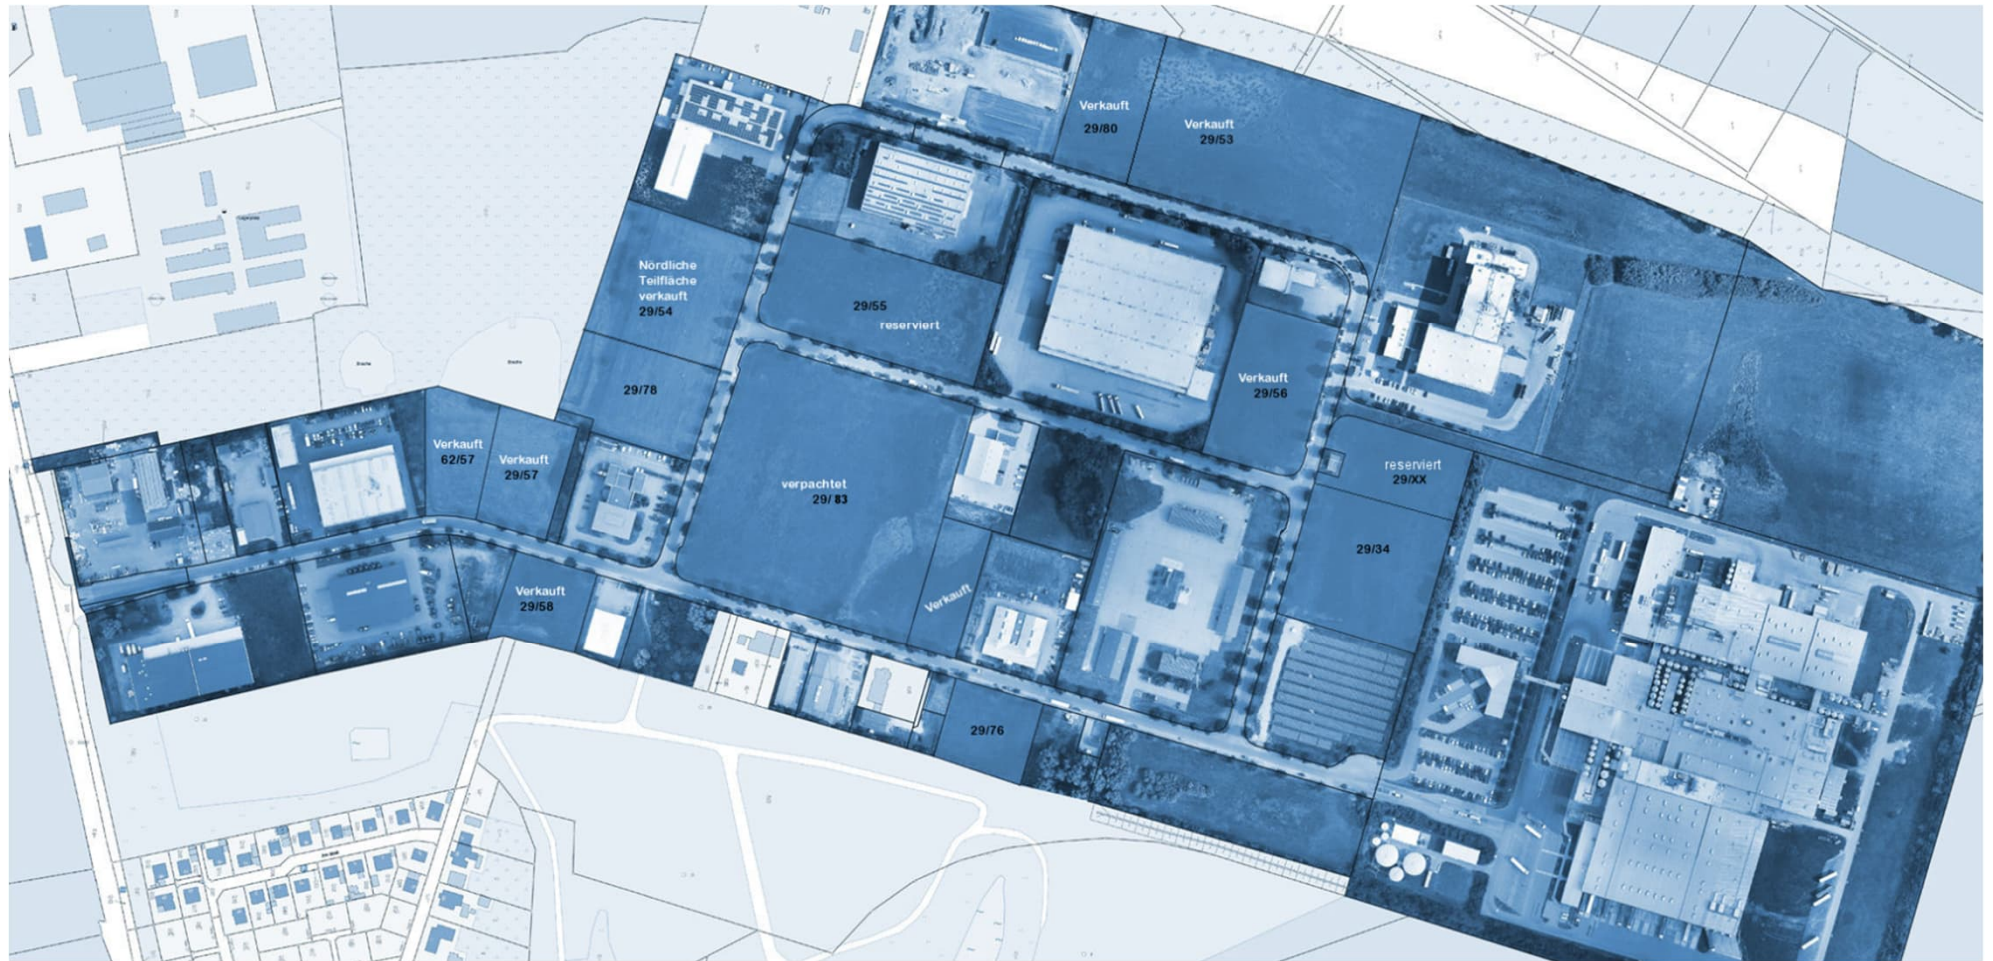 Verkauft
29/80
Verkauft
29/53
Nördliche
Teilfläche
verkauft
29/54
29/55
reserviert
29/78
Verkauft
29/56
Verkauft
62/57
Verkauft
29/57
verpachtet
29/ 83
reserviert
29/XX
29/34
Verkauft
29/58
Verkauft
29/76